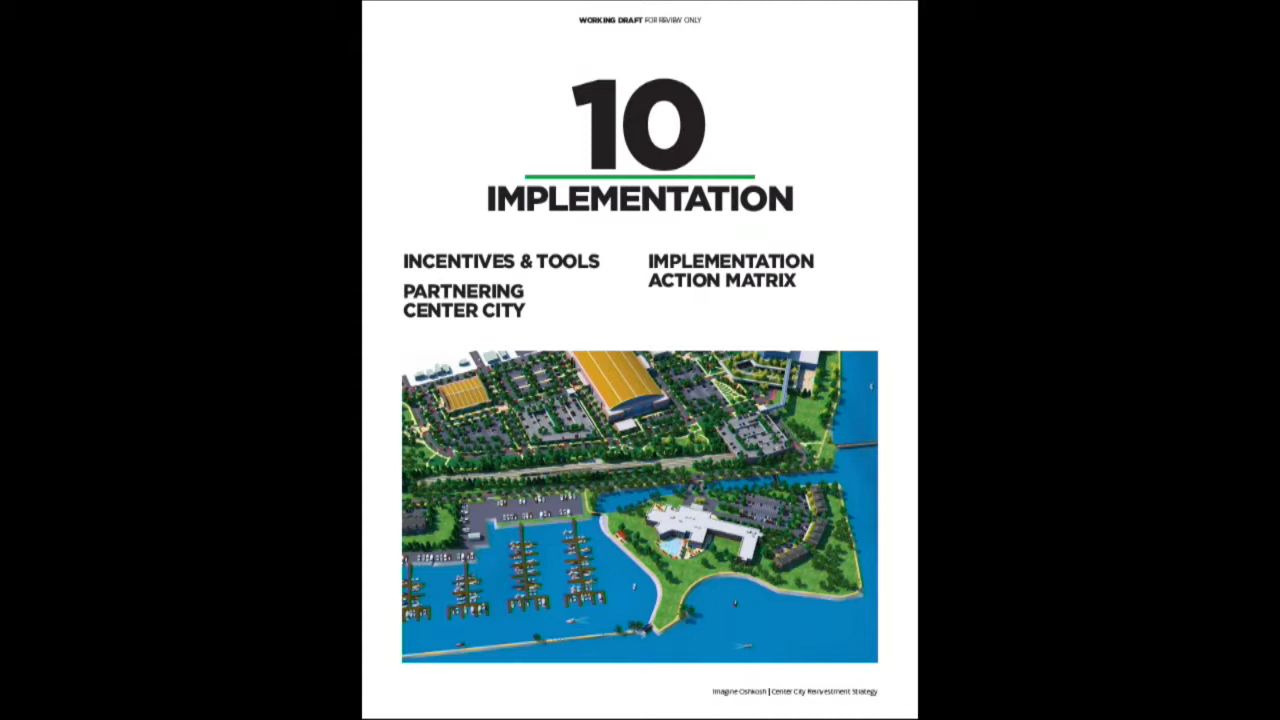 WORKING DRAFT FOR REVIEW ONLY
10
IMPLEMENTATION
INCENTIVES & TOOLS
PARTNERING
CENTER CITY
IMPLEMENTATION
ACTION MATRIX
Imagine Oshkosh | Center City Reinvestment Strategy